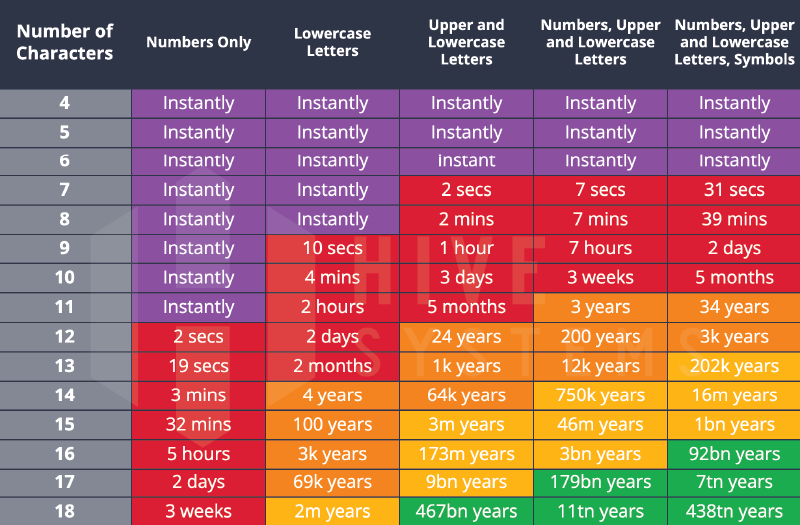 Number of Characters Numbers Only Lowercase Letters Upper and Lowercase Letters Numbers, Upper and Lowercase Letters Numbers, Upper and Lowercase Letters, Symbols
4 Instantly Instantly Instantly Instantly Instantly
5 Instantly Instantly Instantly Instantly Instantly
6 Instantly Instantly instant Instantly Instantly
7 Instantly Instantly 2 secs 7 secs 31 secs
8 Instantly Instantly 2 mins 7 mins 39 mins
9 Instantly 10 secs 1 hour 7 hours 2 days
10 Instantly 4 mins 3 days 3 weeks 5 months
11 Instantly 2 hours 5 months 3 years 34 years
12 2 secs 2 days 24 years 200 years 3k years
13 19 secs 2 months 1k years 12k years 202k years
14 3 mins 4 years 64k years 750k years 16m years
15 32 mins 100 years 3m years 46m years 1bn years
16 5 hours 3k years 173m years 3bn years 92bn years
17 2 days 69k years 9bn years 179bn years 7tn years
18 3 weeks 2m years 467bn years 11tn years 438tn years
HIVE
SYSTEMS